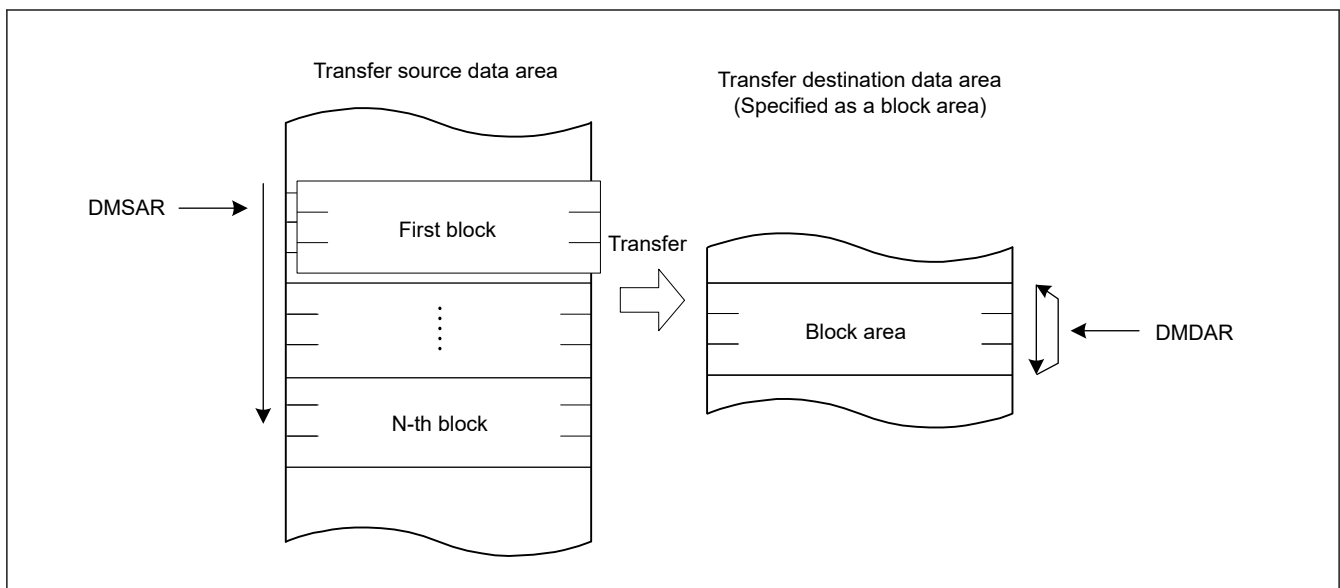 Transfer source data area
Transfer destination data area
(Specified as a block area)
DMSAR
First block
Transfer
Block area
DMDAR
N-th block